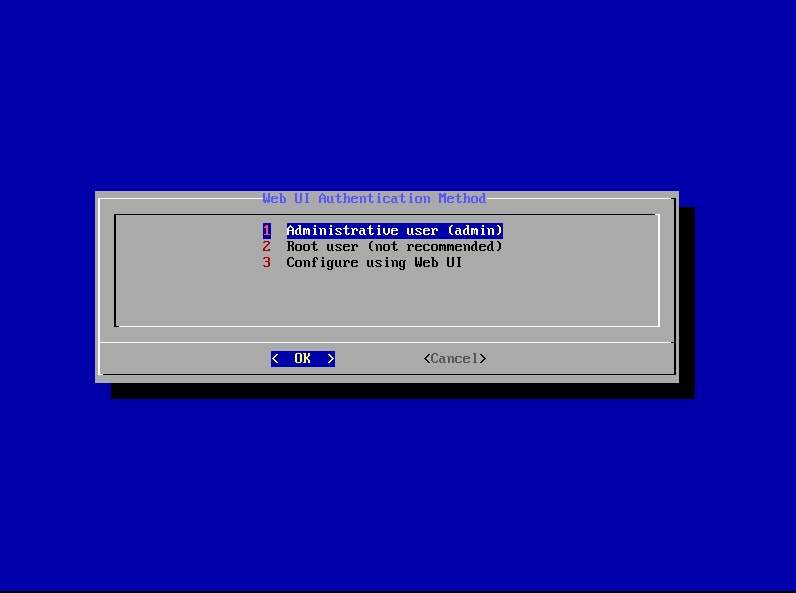 Web UI Authentication Method
1 Administrative user (admin)
2 Root user (not recommended)
3 Configure using Web UI
< OK > <Cancel>